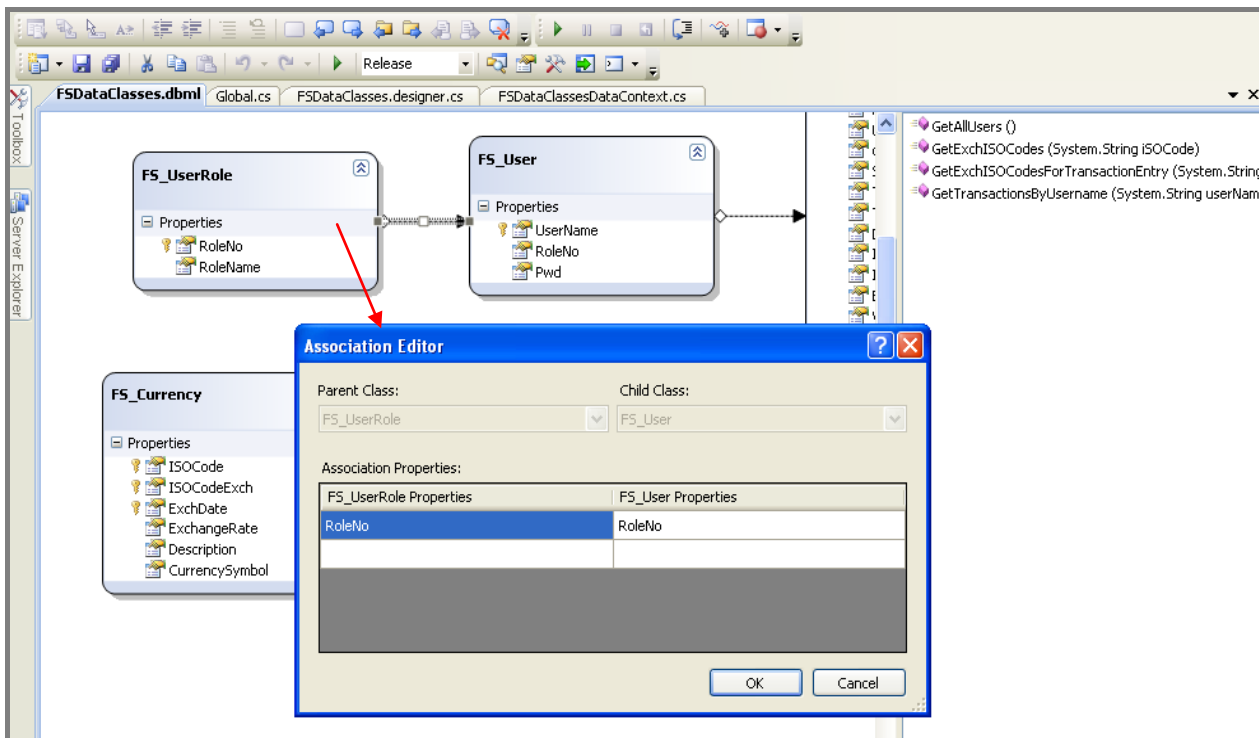 Release
FSDataClasses.dbml Global.cs FSDataClasses.designer.cs FSDataClassesDataContext.cs
Toolbox
Server Explorer
FS_UserRole
Properties
RoleNo
RoleName
FS_User
Properties
UserName
RoleNo
Pwd
GetAllUsers ()
GetExchISOCodes (System.String iSOCode)
GetExchISOCodesForTransactionEntry (System.String
GetTransactionsByUsername (System.String userNam
FS_Currency
Properties
ISOCode
ISOCodeExch
ExchDate
ExchangeRate
Description
CurrencySymbol
Association Editor
Parent Class: Child Class:
FS_UserRole FS_User
Association Properties:
FS_UserRole Properties FS_User Properties
RoleNo RoleNo
OK Cancel